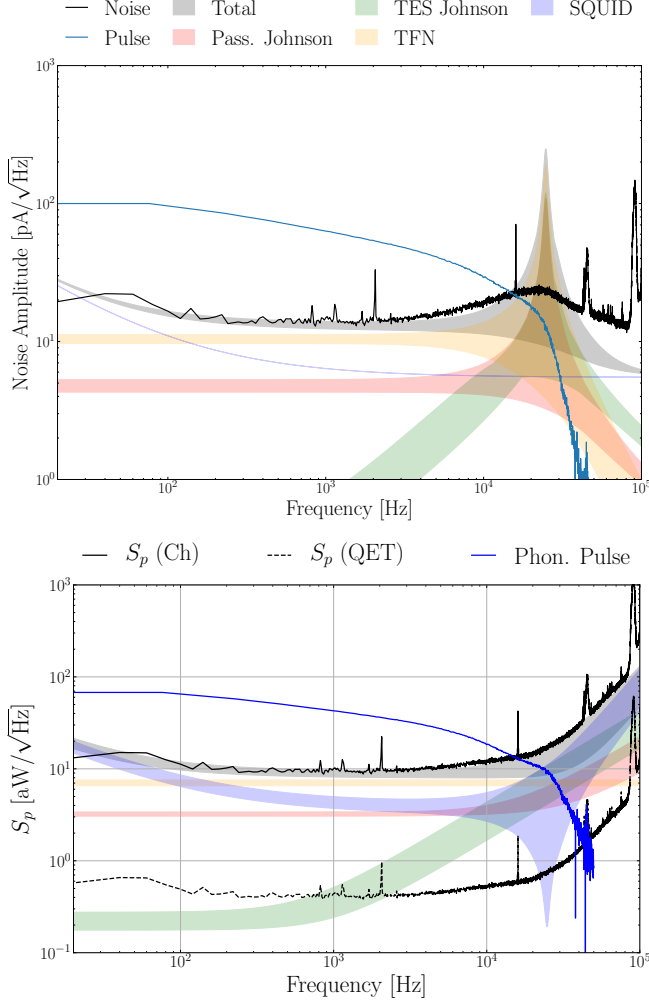 Noise Total TES Johnson SQUID
Pulse Pass. Johnson TFN
Noise Amplitude [pA/√Hz]
10³
10²
10¹
10⁰
10² 10³ 10⁴ 10⁵
Frequency [Hz]
S_p (Ch) S_p (QET) Phon. Pulse
S_p [aW/√Hz]
10³
10²
10¹
10⁰
10⁻¹
10² 10³ 10⁴ 10⁵
Frequency [Hz]